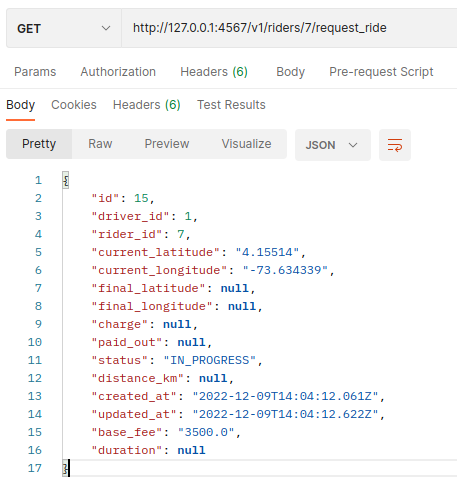 GET http://127.0.0.1:4567/v1/riders/7/request_ride
Params Authorization Headers (6) Body Pre-request Script
Body Cookies Headers (6) Test Results
Pretty Raw Preview Visualize JSON
1 {
2 "id": 15,
3 "driver_id": 1,
4 "rider_id": 7,
5 "current_latitude": "4.15514",
6 "current_longitude": "-73.634339",
7 "final_latitude": null,
8 "final_longitude": null,
9 "charge": null,
10 "paid_out": null,
11 "status": "IN_PROGRESS",
12 "distance_km": null,
13 "created_at": "2022-12-09T14:04:12.061Z",
14 "updated_at": "2022-12-09T14:04:12.622Z",
15 "base_fee": "3500.0",
16 "duration": null
17 }